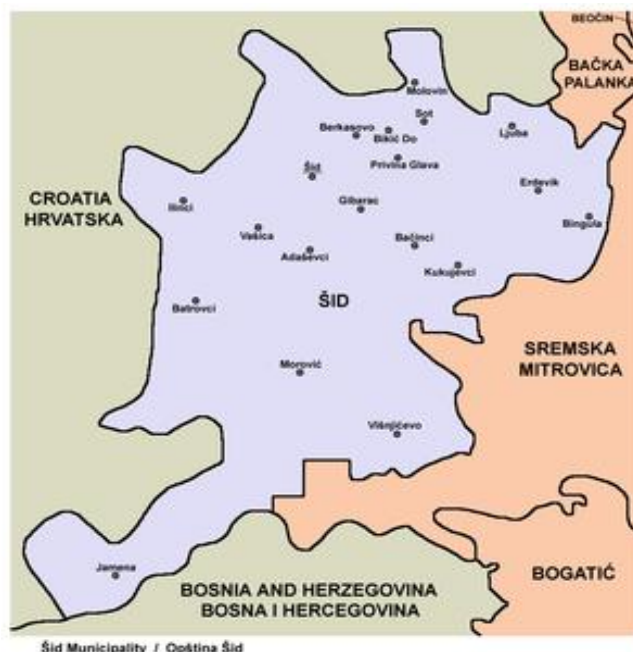 BEOČIN
BAČKA
PALANKA
Molovin
Sot
Ljuba
Berkasovo
Bikić Do
Privina Glava
Šid
Erdevik
CROATIA
HRVATSKA
Ilinci
Gibarac
Bingula
Vašica
Bačinci
Adaševci
Kukujevci
Batrovci
ŠID
SREMSKA
MITROVICA
Morović
Višnjićevo
Jamena
BOSNIA AND HERZEGOVINA
BOSNA I HERCEGOVINA
BOGATIĆ
Šid Municipality / Opština Šid